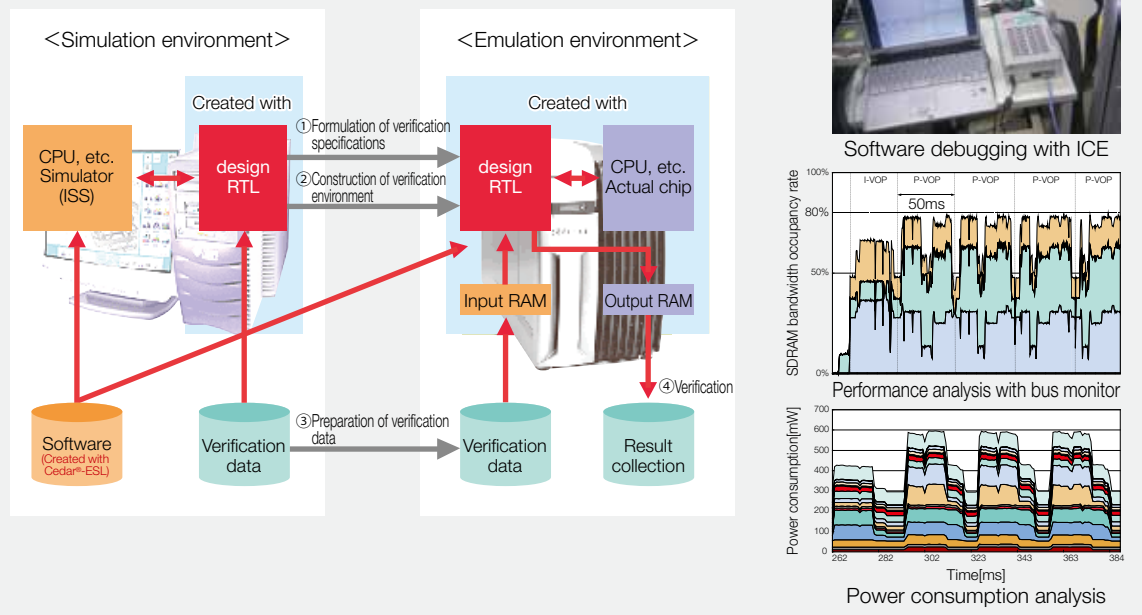 <Simulation environment>
<Emulation environment>
Created with
Created with
CPU, etc.
Simulator
(ISS)
design
RTL
①Formulation of verification
specifications
②Construction of verification
environment
design
RTL
CPU, etc.
Actual chip
Input RAM
Output RAM
④Verification
Software
(Created with
Cedar®-ESL)
Verification
data
③Preparation of verification
data
Verification
data
Result
collection
Software debugging with ICE
SDRAM bandwidth occupancy rate
100%
80%
50%
0%
I-VOP P-VOP P-VOP P-VOP P-VOP
50ms
Performance analysis with bus monitor
Power consumption[mW]
700
600
500
400
300
200
100
0
262 282 302 323 343 363 384
Time[ms]
Power consumption analysis